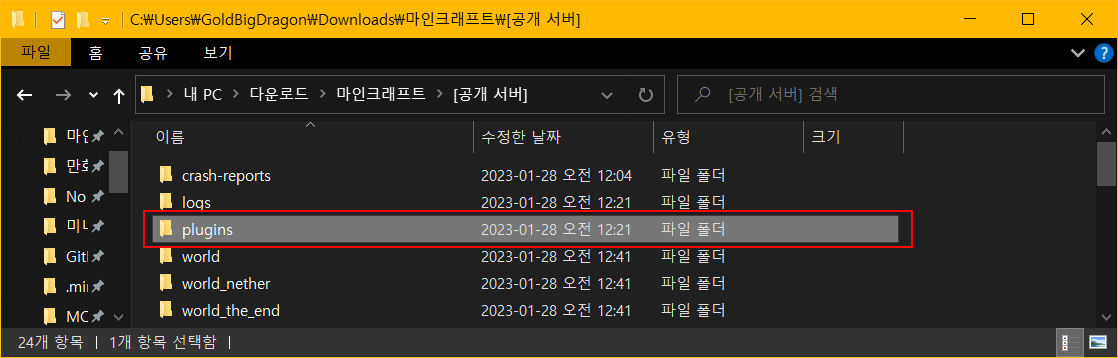 C:₩Users₩GoldBigDragon₩Downloads₩마인크래프트₩[공개 서버]
파일 홈 공유 보기
내 PC 다운로드 마인크래프트 [공개 서버] [공개 서버] 검색
이름 수정한 날짜 유형 크기
마인
만화
No
미니
Git
.min
MC
crash-reports 2023-01-28 오전 12:04 파일 폴더
logs 2023-01-28 오전 12:21 파일 폴더
plugins 2023-01-28 오전 12:21 파일 폴더
world 2023-01-28 오전 12:41 파일 폴더
world_nether 2023-01-28 오전 12:41 파일 폴더
world_the_end 2023-01-28 오전 12:41 파일 폴더
24개 항목 1개 항목 선택함